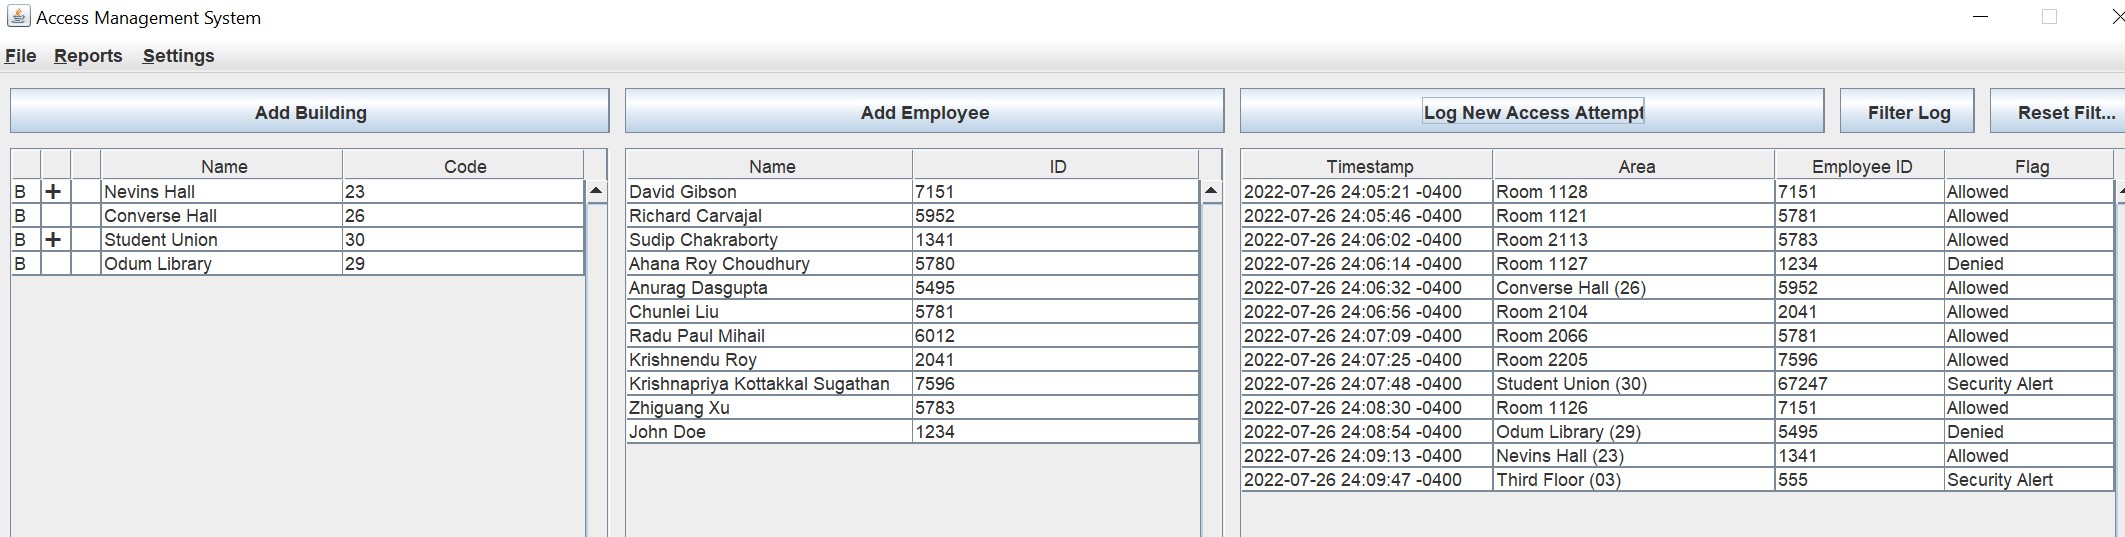 Access Management System
File Reports Settings
Add Building Add Employee Log New Access Attempt Filter Log Reset Filt...
Name Code
B + Nevins Hall 23
B Converse Hall 26
B + Student Union 30
B Odum Library 29
Name ID
David Gibson 7151
Richard Carvajal 5952
Sudip Chakraborty 1341
Ahana Roy Choudhury 5780
Anurag Dasgupta 5495
Chunlei Liu 5781
Radu Paul Mihail 6012
Krishnendu Roy 2041
Krishnapriya Kottakkal Sugathan 7596
Zhiguang Xu 5783
John Doe 1234
Timestamp Area Employee ID Flag
2022-07-26 24:05:21 -0400 Room 1128 7151 Allowed
2022-07-26 24:05:46 -0400 Room 1121 5781 Allowed
2022-07-26 24:06:02 -0400 Room 2113 5783 Allowed
2022-07-26 24:06:14 -0400 Room 1127 1234 Denied
2022-07-26 24:06:32 -0400 Converse Hall (26) 5952 Allowed
2022-07-26 24:06:56 -0400 Room 2104 2041 Allowed
2022-07-26 24:07:09 -0400 Room 2066 5781 Allowed
2022-07-26 24:07:25 -0400 Room 2205 7596 Allowed
2022-07-26 24:07:48 -0400 Student Union (30) 67247 Security Alert
2022-07-26 24:08:30 -0400 Room 1126 7151 Allowed
2022-07-26 24:08:54 -0400 Odum Library (29) 5495 Denied
2022-07-26 24:09:13 -0400 Nevins Hall (23) 1341 Allowed
2022-07-26 24:09:47 -0400 Third Floor (03) 555 Security Alert